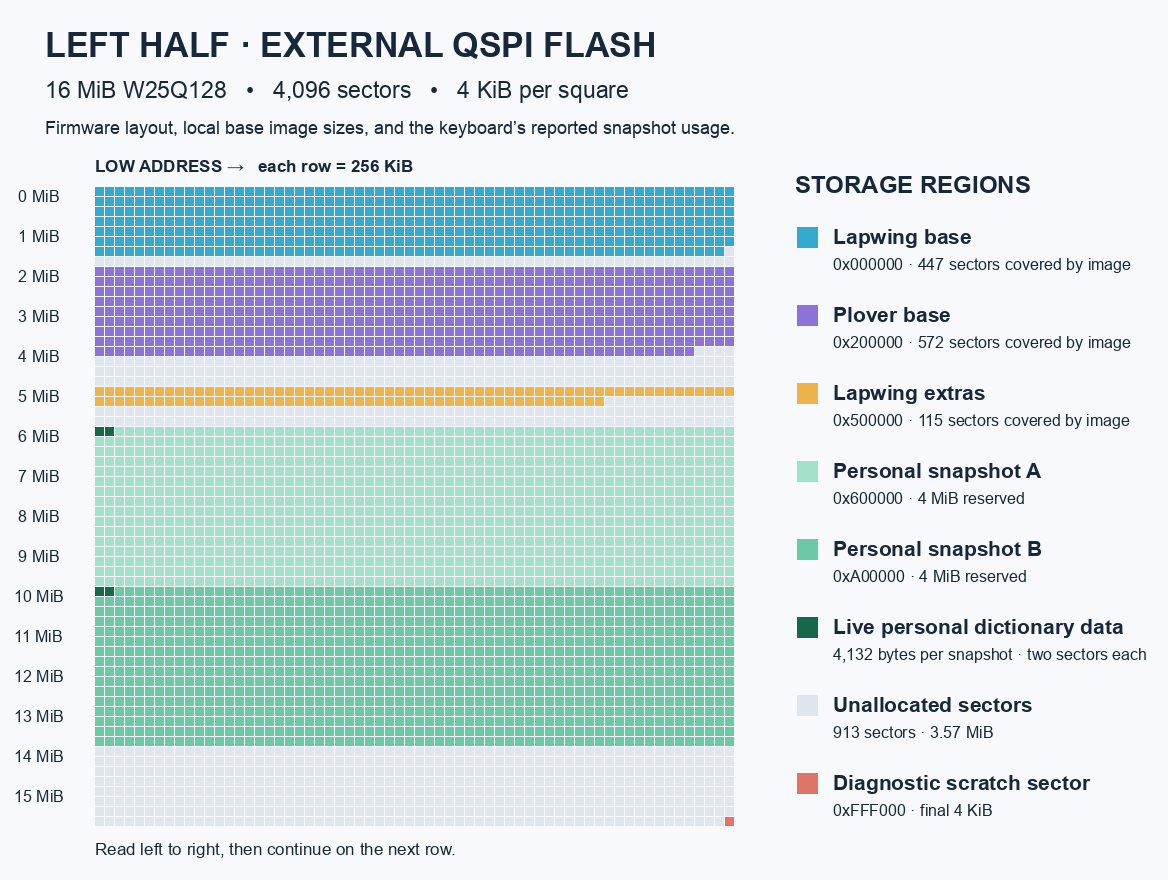 LEFT HALF · EXTERNAL QSPI FLASH
16 MiB W25Q128 • 4,096 sectors • 4 KiB per square
Firmware layout, local base image sizes, and the keyboard’s reported snapshot usage.
LOW ADDRESS → each row = 256 KiB
0 MiB
1 MiB
2 MiB
3 MiB
4 MiB
5 MiB
6 MiB
7 MiB
8 MiB
9 MiB
10 MiB
11 MiB
12 MiB
13 MiB
14 MiB
15 MiB
Read left to right, then continue on the next row.
STORAGE REGIONS
Lapwing base
0x000000 · 447 sectors covered by image
Plover base
0x200000 · 572 sectors covered by image
Lapwing extras
0x500000 · 115 sectors covered by image
Personal snapshot A
0x600000 · 4 MiB reserved
Personal snapshot B
0xA00000 · 4 MiB reserved
Live personal dictionary data
4,132 bytes per snapshot · two sectors each
Unallocated sectors
913 sectors · 3.57 MiB
Diagnostic scratch sector
0xFFF000 · final 4 KiB